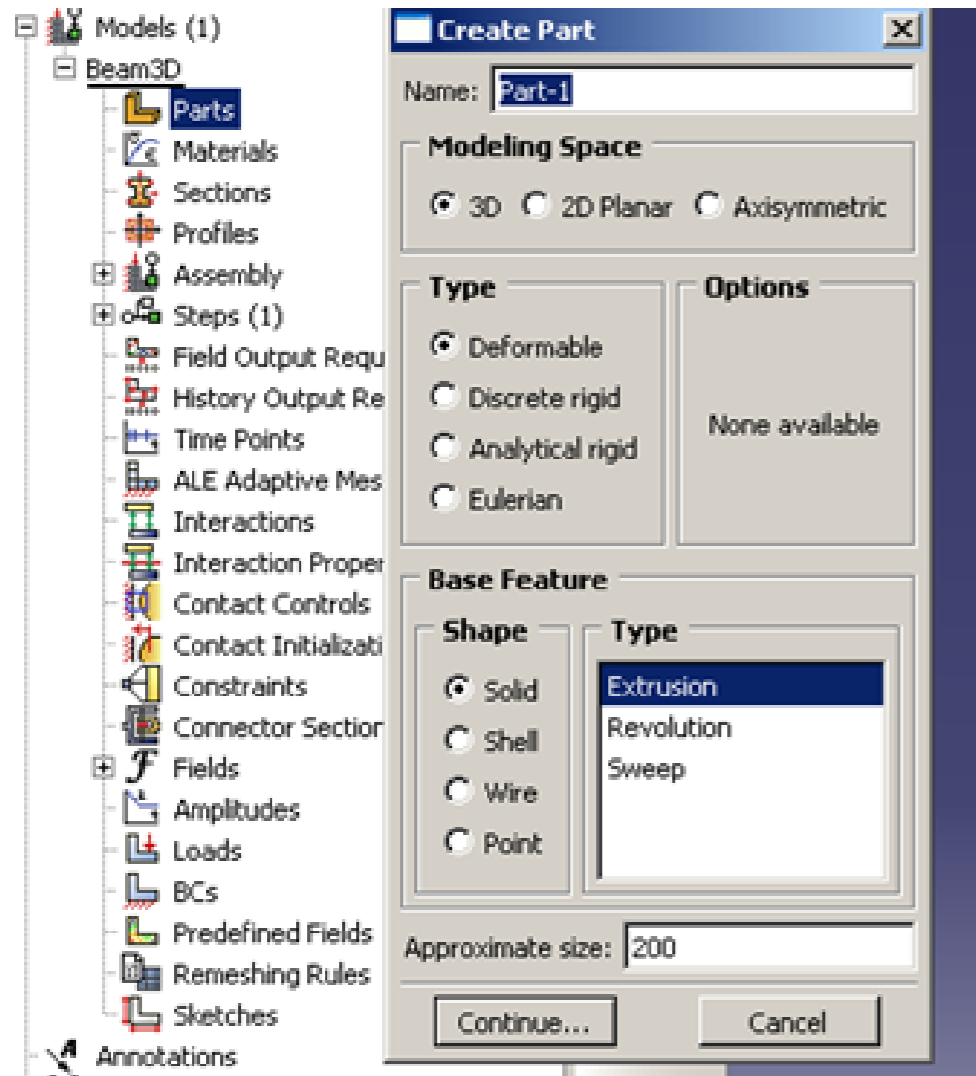 Models (1)
Beam3D
Parts
Materials
Sections
Profiles
Assembly
Steps (1)
Field Output Requ
History Output Re
Time Points
ALE Adaptive Mes
Interactions
Interaction Proper
Contact Controls
Contact Initializati
Constraints
Connector Section
Fields
Amplitudes
Loads
BCs
Predefined Fields
Remeshing Rules
Sketches
Annotations
Create Part
Name: Part-1
Modeling Space
3D 2D Planar Axisymmetric
Type
Deformable
Discrete rigid
Analytical rigid
Eulerian
Options
None available
Base Feature
Shape
Solid
Shell
Wire
Point
Type
Extrusion
Revolution
Sweep
Approximate size: 200
Continue... Cancel